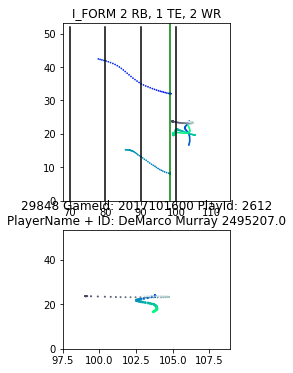 I_FORM 2 RB, 1 TE, 2 WR
50
40
30
20
10
0
70 80 90 100 110
29848 GameId: 2017101600 PlayId: 2612
PlayerName + ID: DeMarco Murray 2495207.0
40
20
0
97.5 100.0 102.5 105.0 107.5